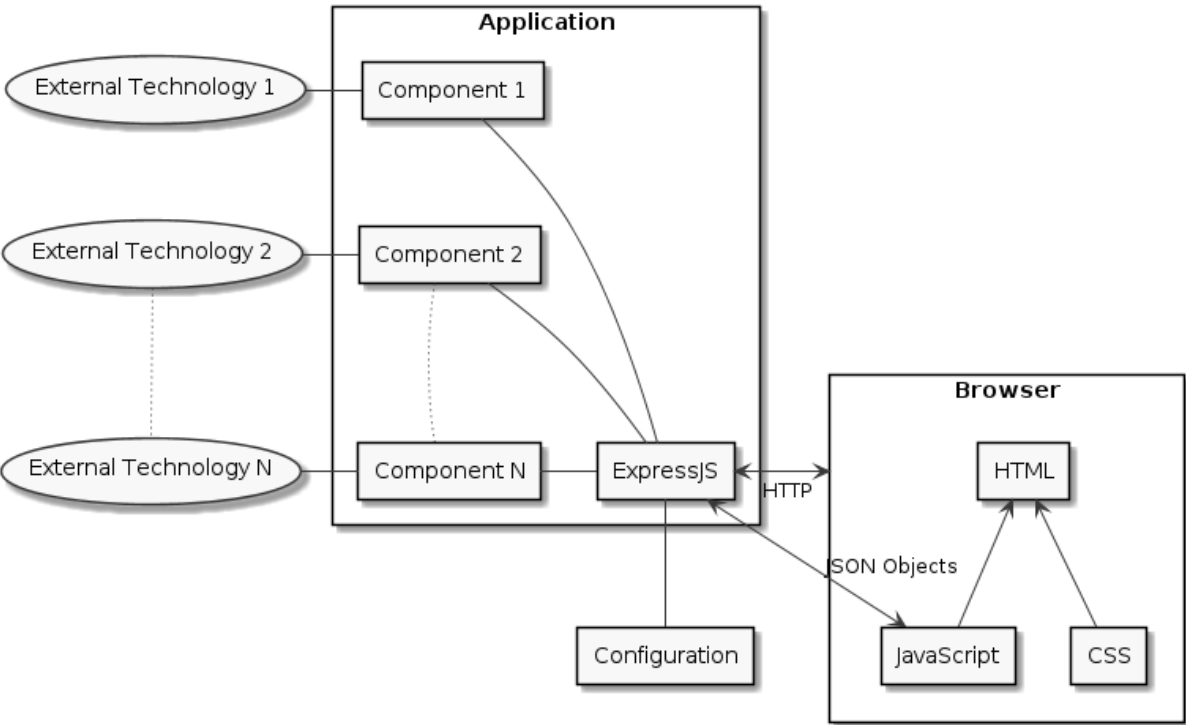 Application
External Technology 1
Component 1
External Technology 2
Component 2
Browser
External Technology N
Component N
ExpressJS
HTTP
HTML
JSON Objects
Configuration
JavaScript
CSS